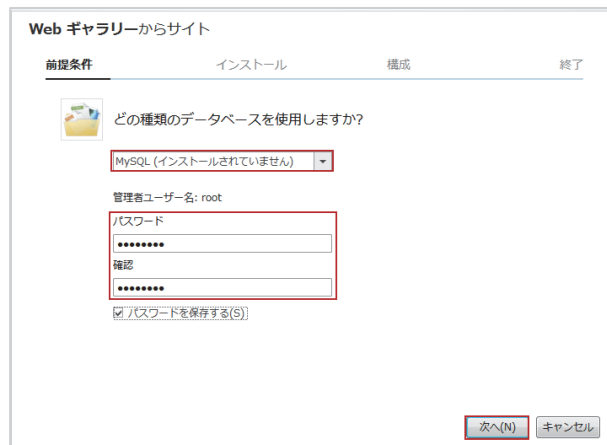 Web ギャラリーからサイト
前提条件 インストール 構成 終了
どの種類のデータベースを使用しますか?
MySQL (インストールされていません)
管理者ユーザー名: root
パスワード
●●●●●●●●
確認
●●●●●●●●
パスワードを保存する(S)
次へ(N) キャンセル